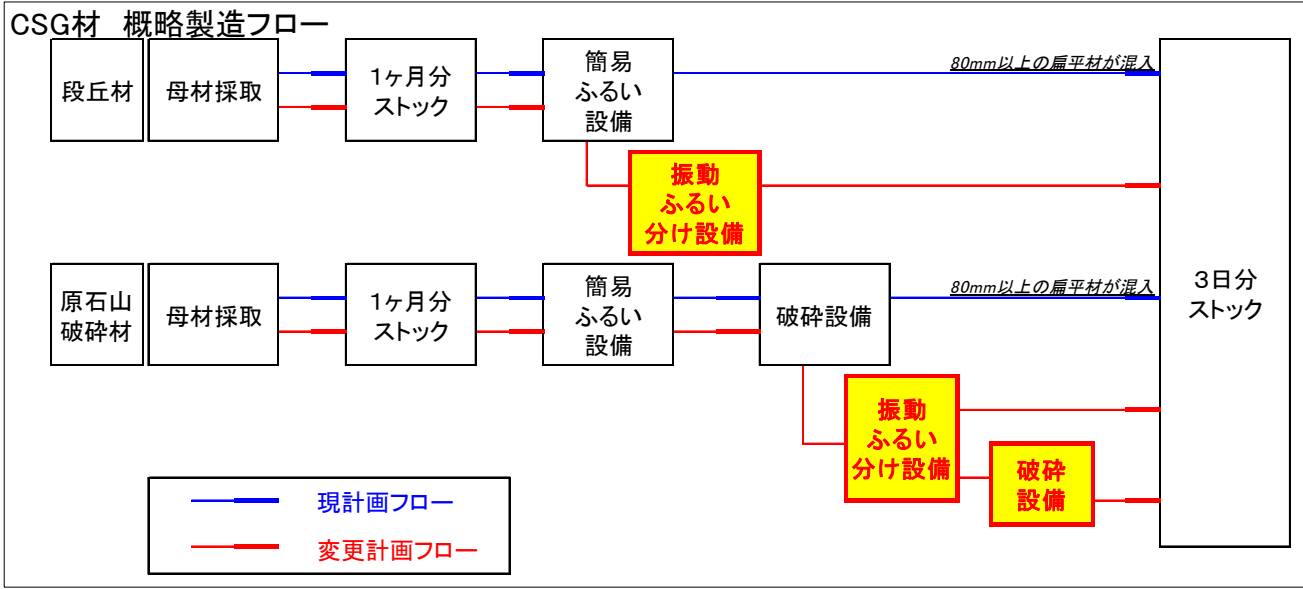 CSG材　概略製造フロー
段丘材
母材採取
1ヶ月分
ストック
簡易
ふるい
設備
80mm以上の扁平材が混入
振動
ふるい
分け設備
原石山
破砕材
母材採取
1ヶ月分
ストック
簡易
ふるい
設備
破砕設備
80mm以上の扁平材が混入
3日分
ストック
振動
ふるい
分け設備
破砕
設備
現計画フロー
変更計画フロー